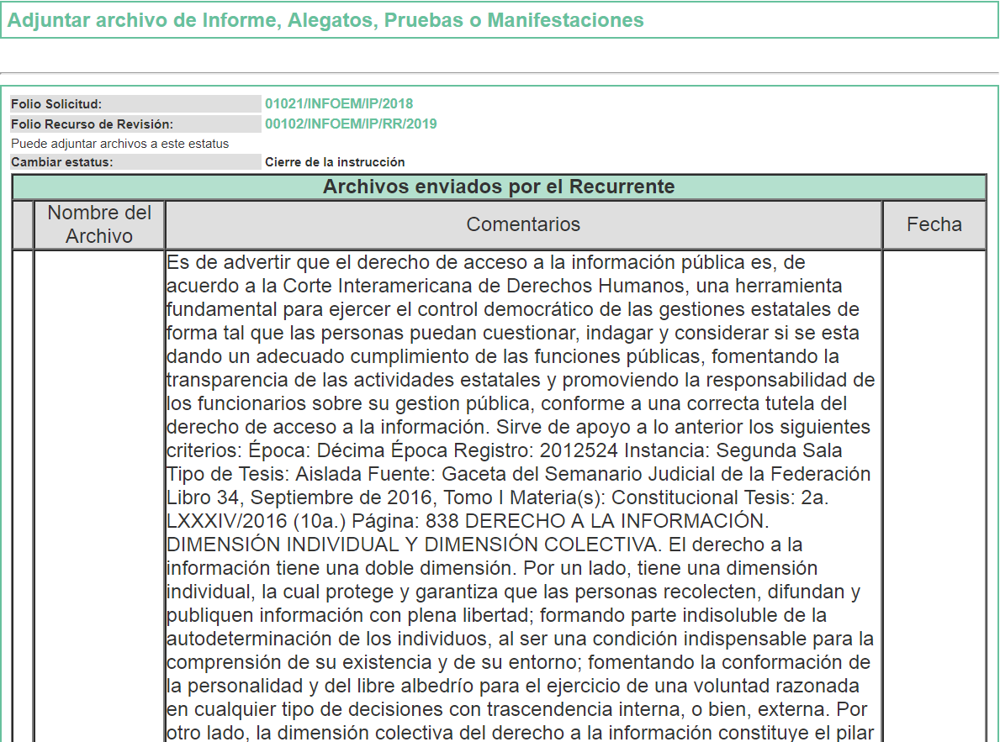 Adjuntar archivo de Informe, Alegatos, Pruebas o Manifestaciones
Folio Solicitud: 01021/INFOEM/IP/2018
Folio Recurso de Revisión: 00102/INFOEM/IP/RR/2019
Puede adjuntar archivos a este estatus
Cambiar estatus: Cierre de la instrucción
Archivos enviados por el Recurrente
Nombre del
Archivo
Comentarios
Fecha
Es de advertir que el derecho de acceso a la información pública es, de
acuerdo a la Corte Interamericana de Derechos Humanos, una herramienta
fundamental para ejercer el control democrático de las gestiones estatales de
forma tal que las personas puedan cuestionar, indagar y considerar si se esta
dando un adecuado cumplimiento de las funciones públicas, fomentando la
transparencia de las actividades estatales y promoviendo la responsabilidad de
los funcionarios sobre su gestion pública, conforme a una correcta tutela del
derecho de acceso a la información. Sirve de apoyo a lo anterior los siguientes
criterios: Época: Décima Época Registro: 2012524 Instancia: Segunda Sala
Tipo de Tesis: Aislada Fuente: Gaceta del Semanario Judicial de la Federación
Libro 34, Septiembre de 2016, Tomo I Materia(s): Constitucional Tesis: 2a.
LXXXIV/2016 (10a.) Página: 838 DERECHO A LA INFORMACIÓN.
DIMENSIÓN INDIVIDUAL Y DIMENSIÓN COLECTIVA. El derecho a la
información tiene una doble dimensión. Por un lado, tiene una dimensión
individual, la cual protege y garantiza que las personas recolecten, difundan y
publiquen información con plena libertad; formando parte indisoluble de la
autodeterminación de los individuos, al ser una condición indispensable para la
comprensión de su existencia y de su entorno; fomentando la conformación de
la personalidad y del libre albedrío para el ejercicio de una voluntad razonada
en cualquier tipo de decisiones con trascendencia interna, o bien, externa. Por
otro lado, la dimensión colectiva del derecho a la información constituye el pilar